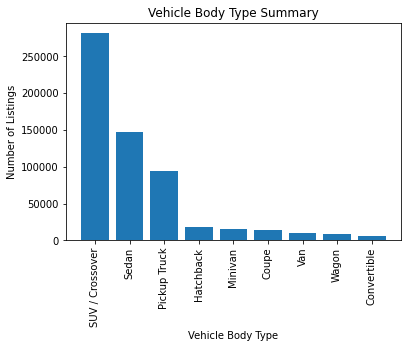 Vehicle Body Type Summary
Number of Listings
250000
200000
150000
100000
50000
0
SUV / Crossover
Sedan
Pickup Truck
Hatchback
Minivan
Coupe
Van
Wagon
Convertible
Vehicle Body Type